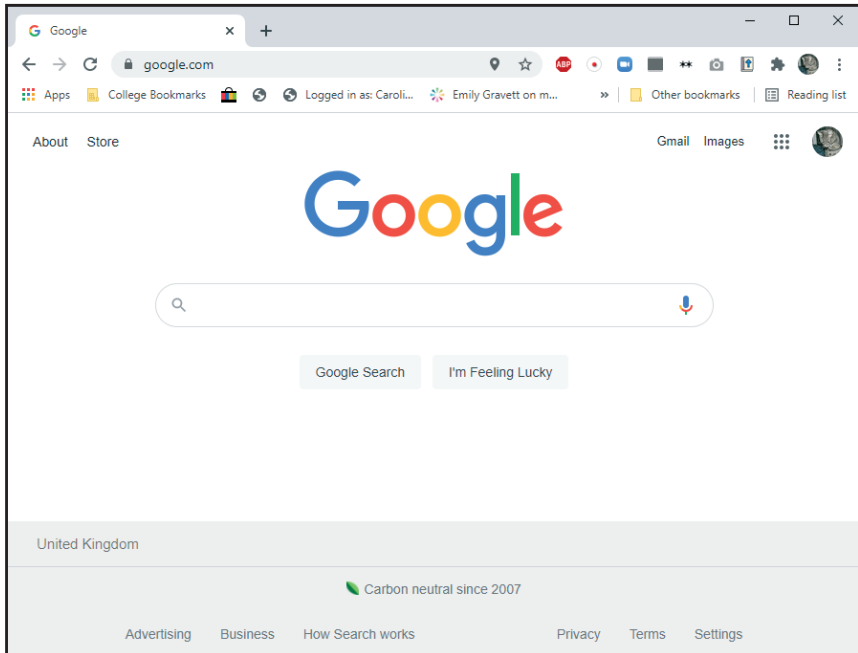 Google
google.com
ABP **
Apps College Bookmarks Logged in as: Caroli... Emily Gravett on m... » Other bookmarks Reading list
About Store Gmail Images
Google
Google Search I'm Feeling Lucky
United Kingdom
Carbon neutral since 2007
Advertising Business How Search works Privacy Terms Settings